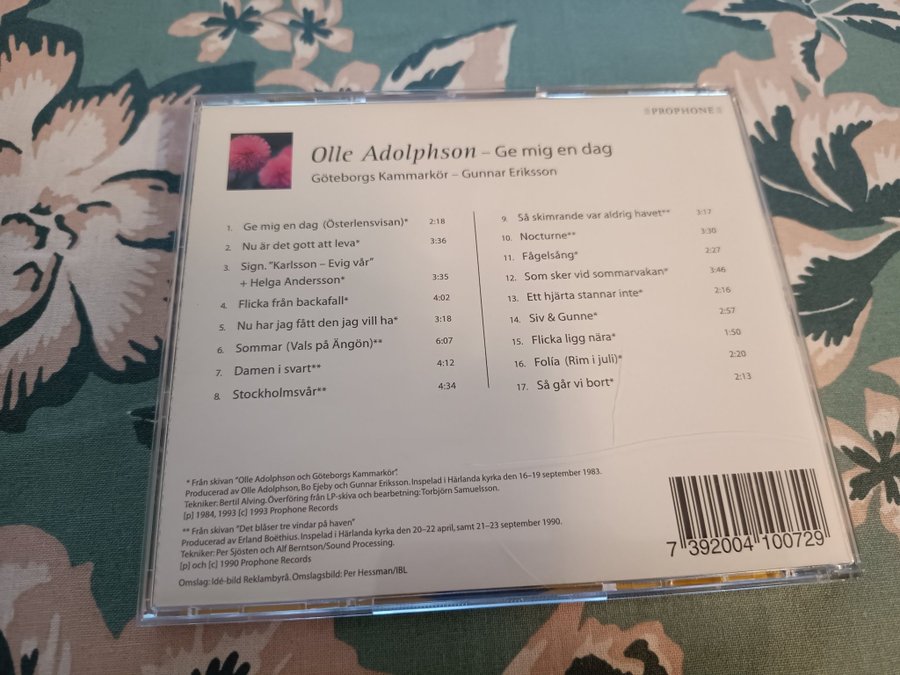 PROPHONE
Olle Adolphson – Ge mig en dag
Göteborgs Kammarkör – Gunnar Eriksson
1. Ge mig en dag (Österlensvisan)* 2:18
2. Nu är det gott att leva* 3:36
3. Sign. "Karlsson – Evig vår"
+ Helga Andersson* 3:35
4. Flicka från backafall* 4:02
5. Nu har jag fått den jag vill ha* 3:18
6. Sommar (Vals på Ängön)** 6:07
7. Damen i svart** 4:12
8. Stockholmsvår** 4:34
9. Så skimrande var aldrig havet** 3:17
10. Nocturne** 3:30
11. Fågelsång* 2:27
12. Som sker vid sommarvakan* 3:46
13. Ett hjärta stannar inte* 2:16
14. Siv & Gunne* 2:57
15. Flicka ligg nära* 1:50
16. Folía (Rim i juli)* 2:20
17. Så går vi bort* 2:13
* Från skivan "Olle Adolphson och Göteborgs Kammarkör".
Producerad av Olle Adolphson, Bo Ejeby och Gunnar Eriksson. Inspelad i Härlanda kyrka den 16–19 september 1983.
Tekniker: Bertil Alving. Överföring från LP-skiva och bearbetning: Torbjörn Samuelsson.
[p] 1984, 1993 [c] 1993 Prophone Records
** Från skivan "Det blåser tre vindar på haven"
Producerad av Erland Boëthius. Inspelad i Härlanda kyrka den 20–22 april, samt 21–23 september 1990.
Tekniker: Per Sjösten och Alf Berntson/Sound Processing.
[p] och [c] 1990 Prophone Records
Omslag: Idé-bild Reklambyrå. Omslagsbild: Per Hessman/IBL
7 392004 100729